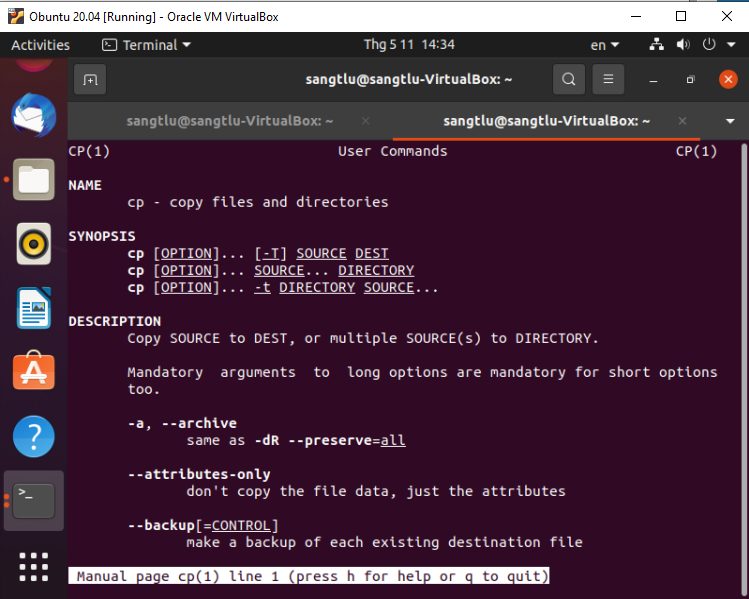 Obuntu 20.04 [Running] - Oracle VM VirtualBox
Activities Terminal Thg 5 11 14:34 en
sangtlu@sangtlu-VirtualBox: ~
sangtlu@sangtlu-VirtualBox: ~ sangtlu@sangtlu-VirtualBox: ~
CP(1) User Commands CP(1)
NAME
cp - copy files and directories
SYNOPSIS
cp [OPTION]... [-T] SOURCE DEST
cp [OPTION]... SOURCE... DIRECTORY
cp [OPTION]... -t DIRECTORY SOURCE...
DESCRIPTION
Copy SOURCE to DEST, or multiple SOURCE(s) to DIRECTORY.
Mandatory arguments to long options are mandatory for short options
too.
-a, --archive
same as -dR --preserve=all
--attributes-only
don't copy the file data, just the attributes
--backup[=CONTROL]
make a backup of each existing destination file
Manual page cp(1) line 1 (press h for help or q to quit)